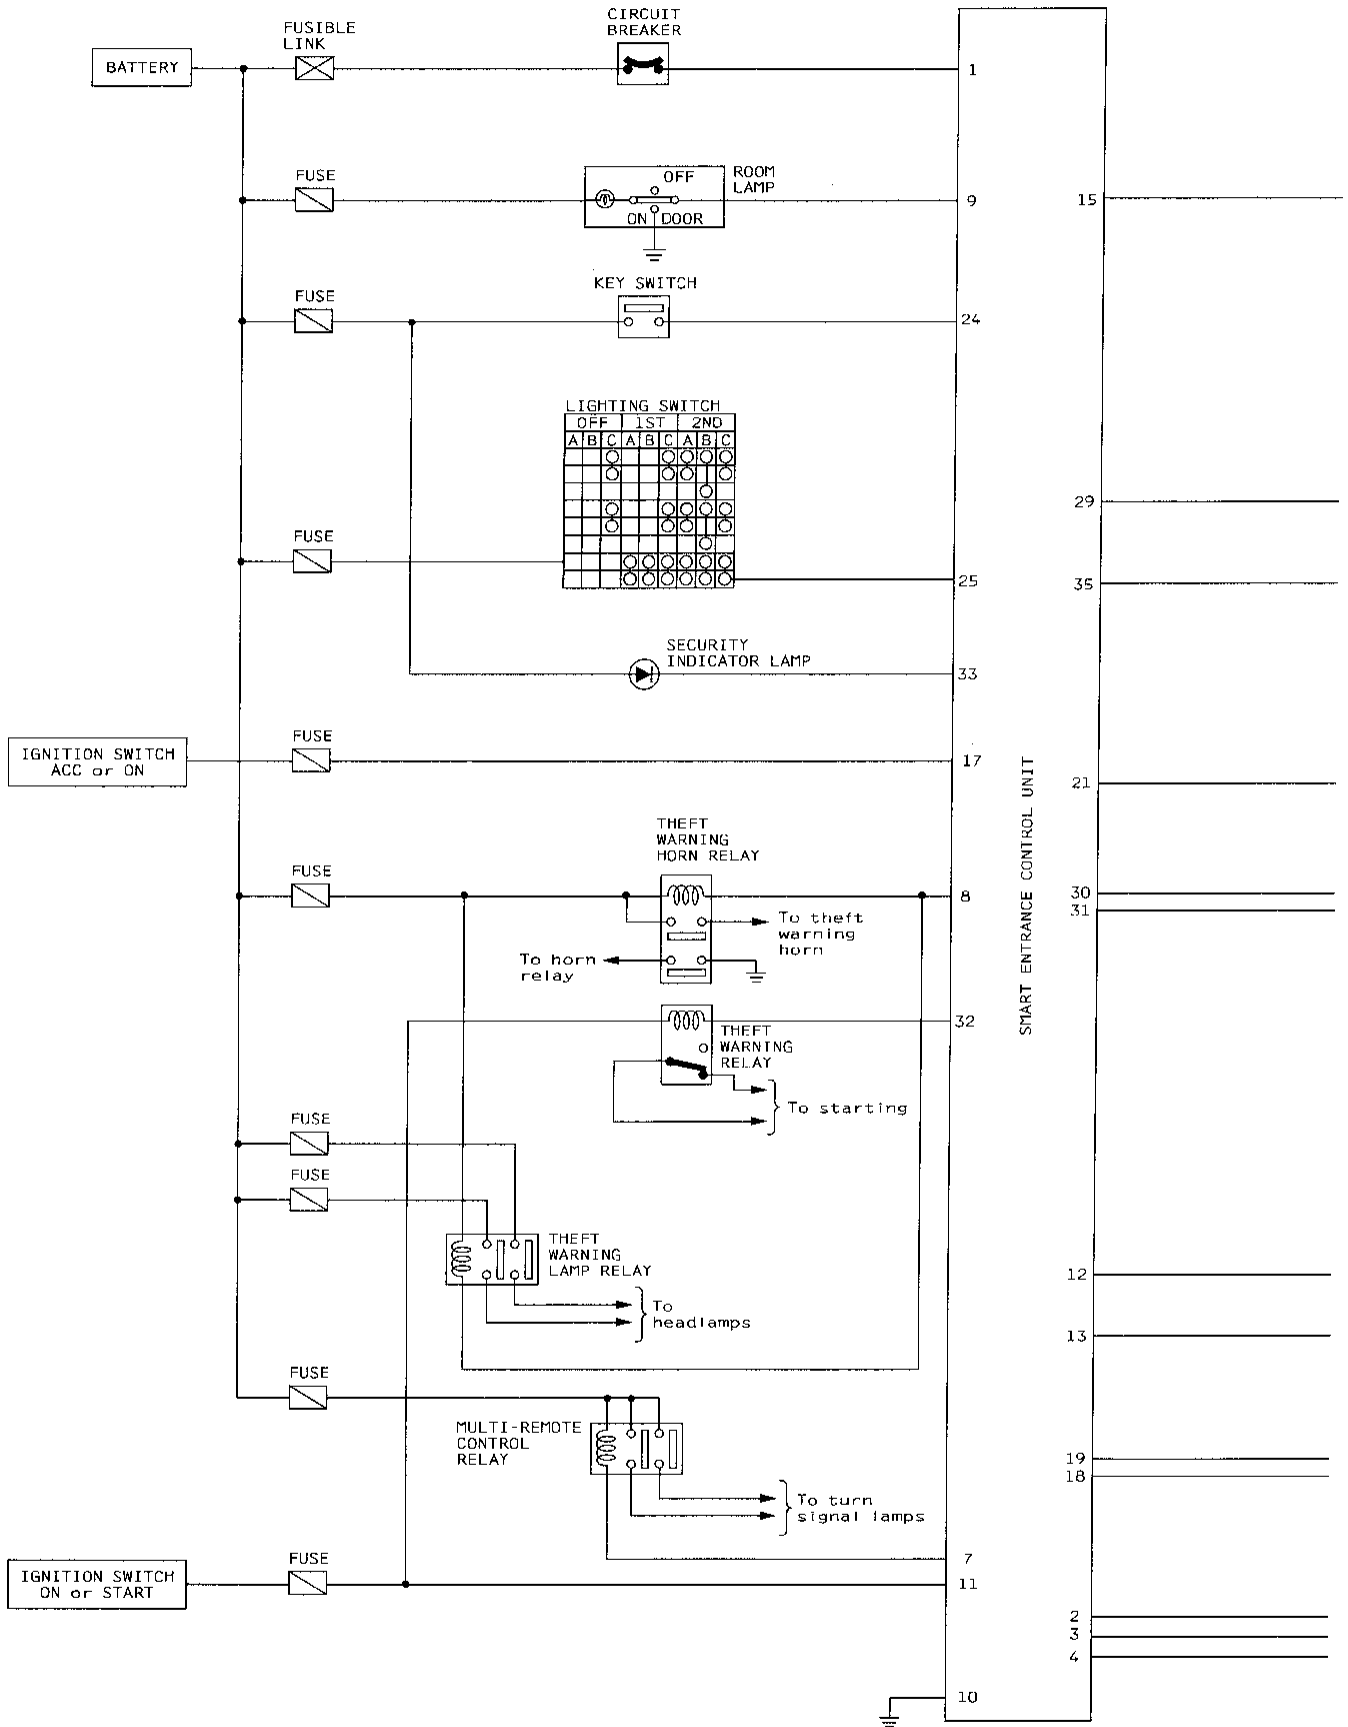 CIRCUIT
BREAKER
FUSIBLE
LINK
BATTERY
1
FUSE
OFF
ROOM
LAMP
ON DOOR
9
15
KEY SWITCH
FUSE
24
LIGHTING SWITCH
OFF 1ST 2ND
A B C A B C A B C
29
FUSE
25
35
SECURITY
INDICATOR LAMP
33
FUSE
IGNITION SWITCH
ACC or ON
17
21
SMART ENTRANCE CONTROL UNIT
THEFT
WARNING
HORN RELAY
FUSE
8
30
31
To theft
warning
horn
To horn
relay
32
THEFT
WARNING
RELAY
To starting
FUSE
FUSE
THEFT
WARNING
LAMP RELAY
12
To
headlamps
13
FUSE
MULTI-REMOTE
CONTROL
RELAY
19
18
To turn
signal lamps
FUSE
7
IGNITION SWITCH
ON or START
11
2
3
4
10